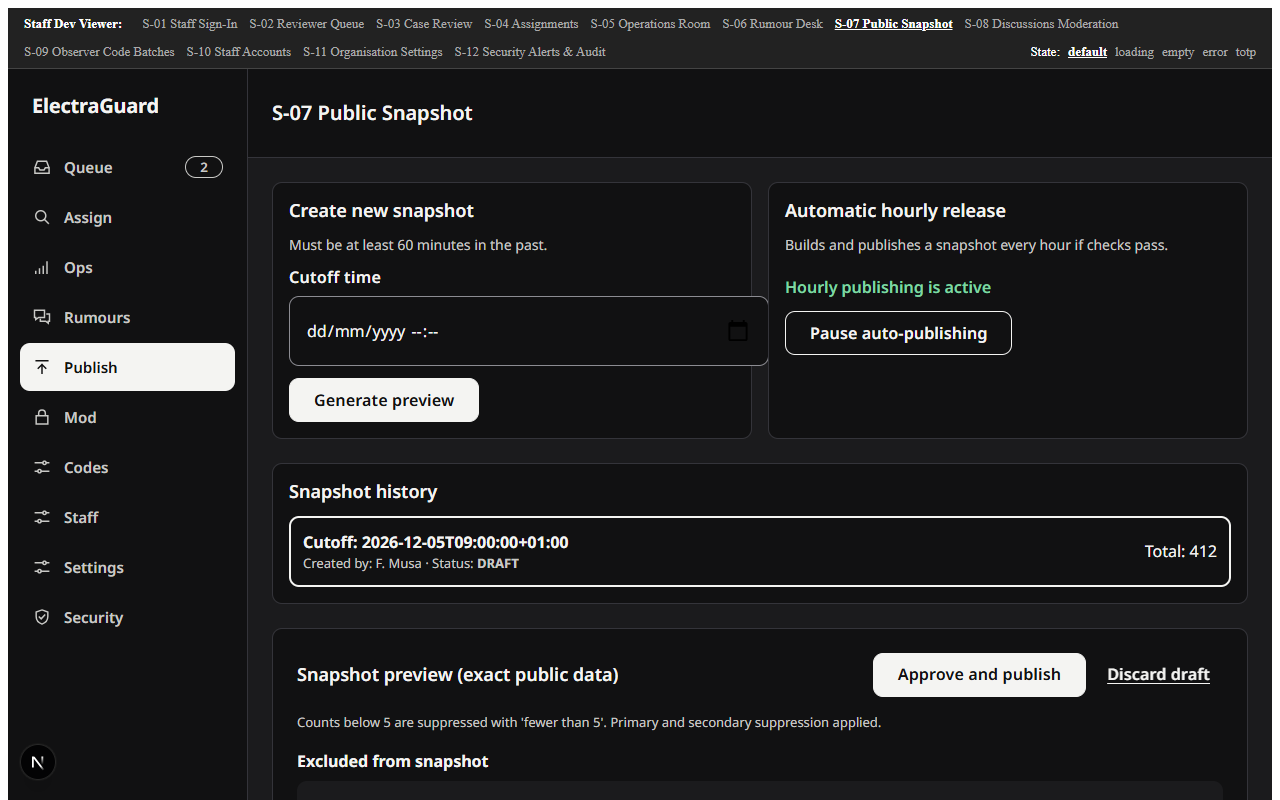 Staff Dev Viewer: S-01 Staff Sign-In S-02 Reviewer Queue S-03 Case Review S-04 Assignments S-05 Operations Room S-06 Rumour Desk S-07 Public Snapshot S-08 Discussions Moderation
S-09 Observer Code Batches S-10 Staff Accounts S-11 Organisation Settings S-12 Security Alerts & Audit State: default loading empty error totp
ElectraGuard
Queue 2
Assign
Ops
Rumours
Publish
Mod
Codes
Staff
Settings
Security
N
S-07 Public Snapshot
Create new snapshot
Must be at least 60 minutes in the past.
Cutoff time
dd/mm/yyyy --:--
Generate preview
Automatic hourly release
Builds and publishes a snapshot every hour if checks pass.
Hourly publishing is active
Pause auto-publishing
Snapshot history
Cutoff: 2026-12-05T09:00:00+01:00
Created by: F. Musa · Status: DRAFT
Total: 412
Snapshot preview (exact public data)
Approve and publish
Discard draft
Counts below 5 are suppressed with 'fewer than 5'. Primary and secondary suppression applied.
Excluded from snapshot